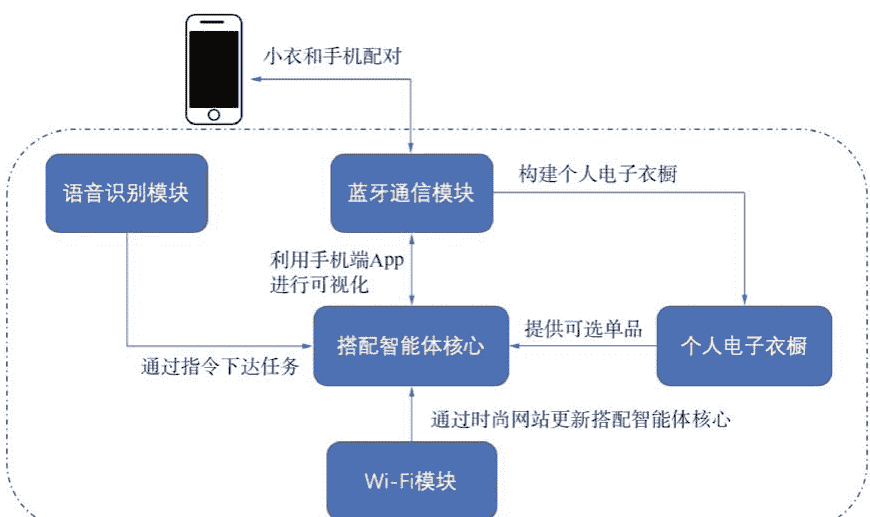 小衣和手机配对
语音识别模块
蓝牙通信模块
构建个人电子衣橱
利用手机端App
进行可视化
搭配智能体核心
提供可选单品
个人电子衣橱
通过指令下达任务
通过时尚网站更新搭配智能体核心
Wi-Fi模块